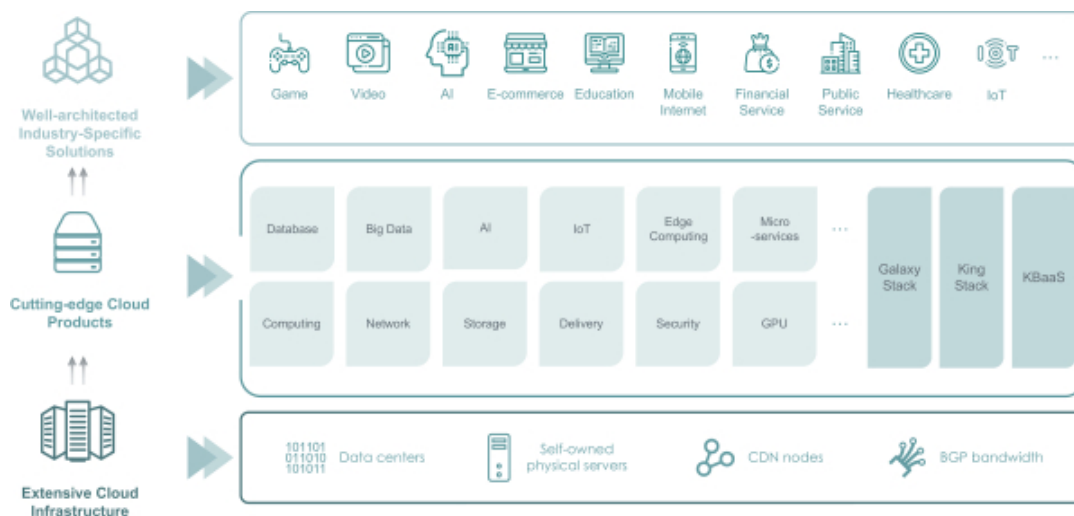 Well-architected
Industry-Specific
Solutions
AI
I T
Game
Video
AI
E-commerce
Education
Mobile
Internet
Financial
Service
Public
Service
Healthcare
IoT
...
Cutting-edge Cloud
Products
Database
Big Data
AI
IoT
Edge
Computing
Micro
-services
...
Computing
Network
Storage
Delivery
Security
GPU
...
Galaxy
Stack
King
Stack
KBaaS
Extensive Cloud
Infrastructure
101101
011010
101011
Data centers
Self-owned
physical servers
CDN nodes
BGP bandwidth